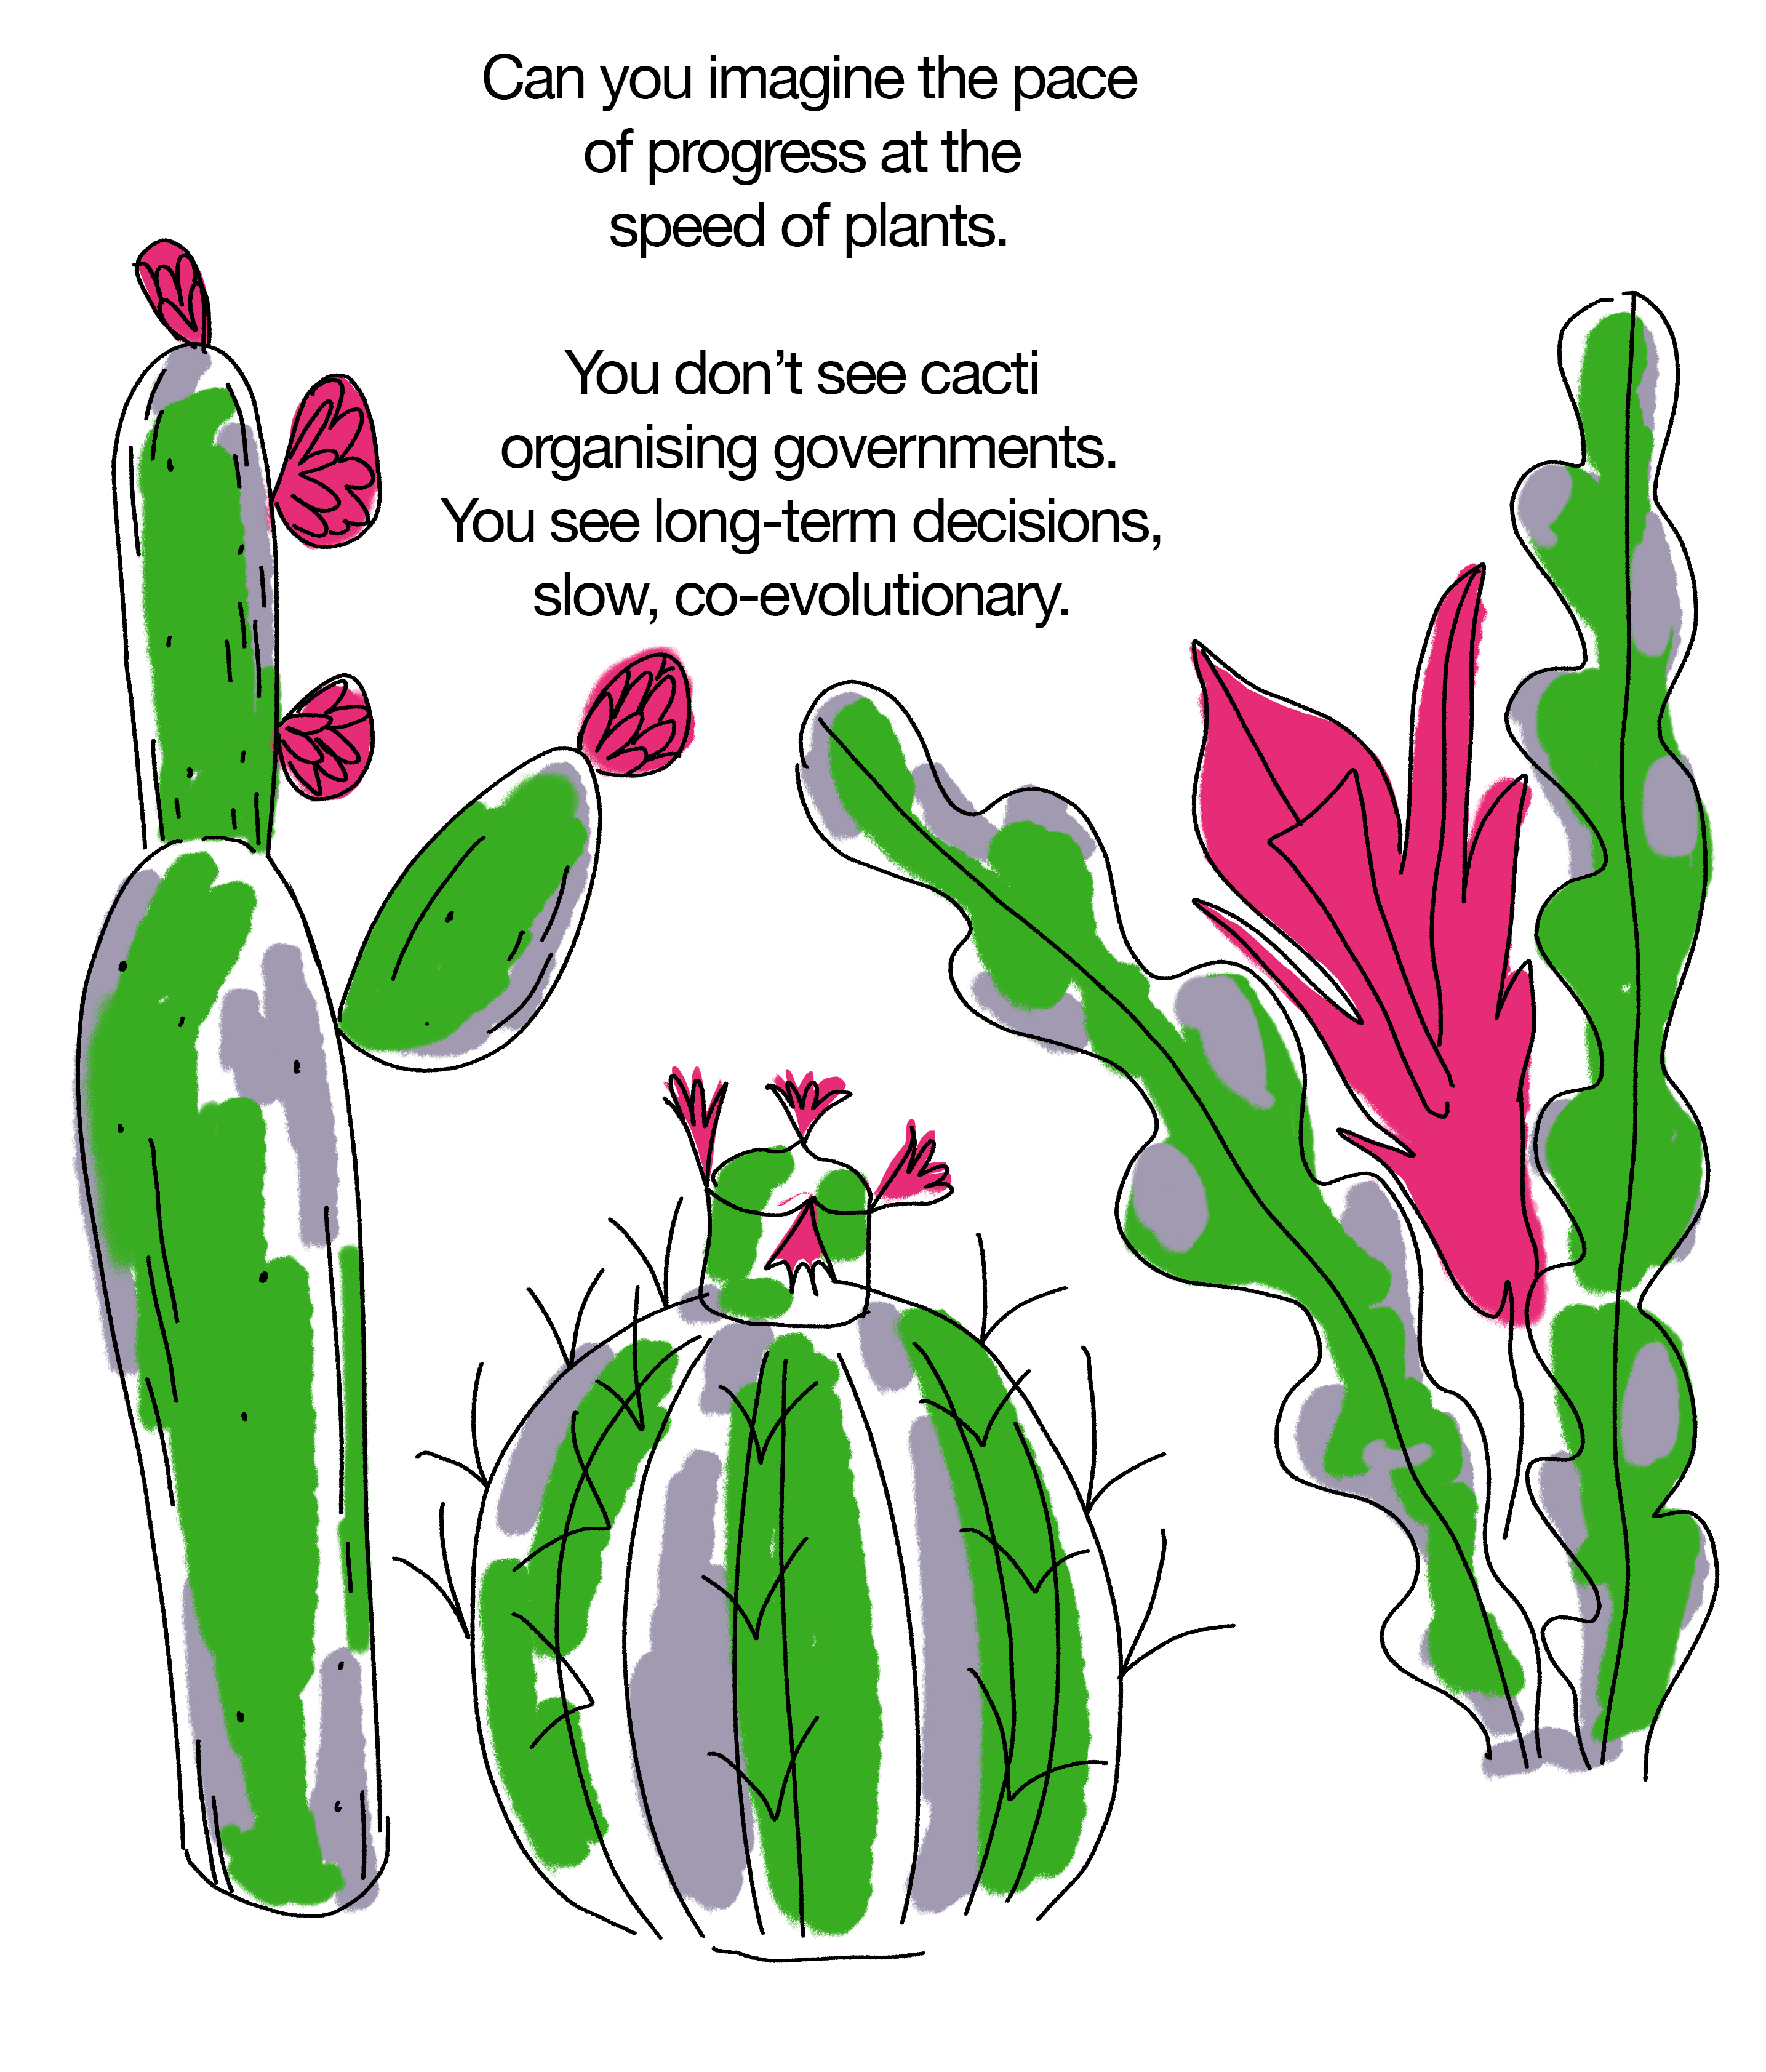 Can you imagine the pace
of progress at the
speed of plants.
You don’t see cacti
organising governments.
You see long-term decisions,
slow, co-evolutionary.